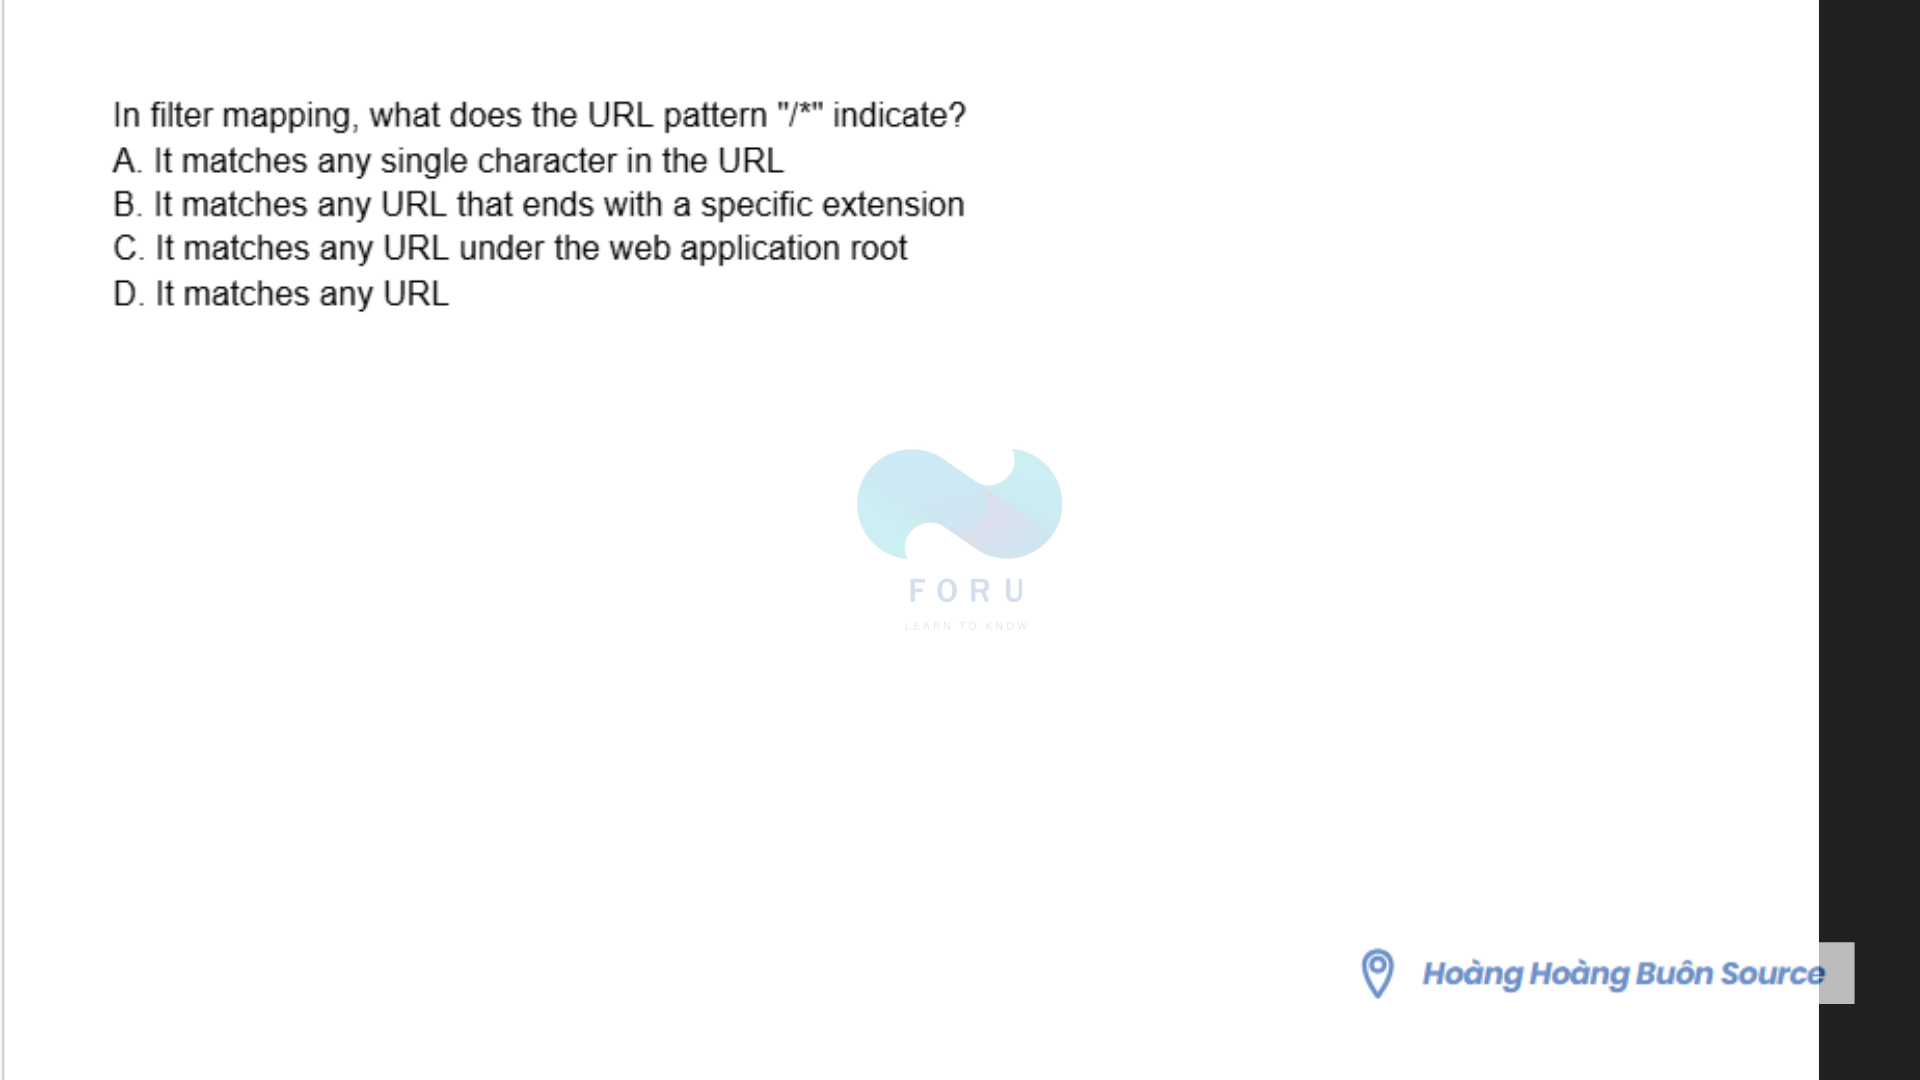 In filter mapping, what does the URL pattern "/*" indicate?
A. It matches any single character in the URL
B. It matches any URL that ends with a specific extension
C. It matches any URL under the web application root
D. It matches any URL
FORU
LEARN TO KNOW
Hoàng Hoàng Buôn Source